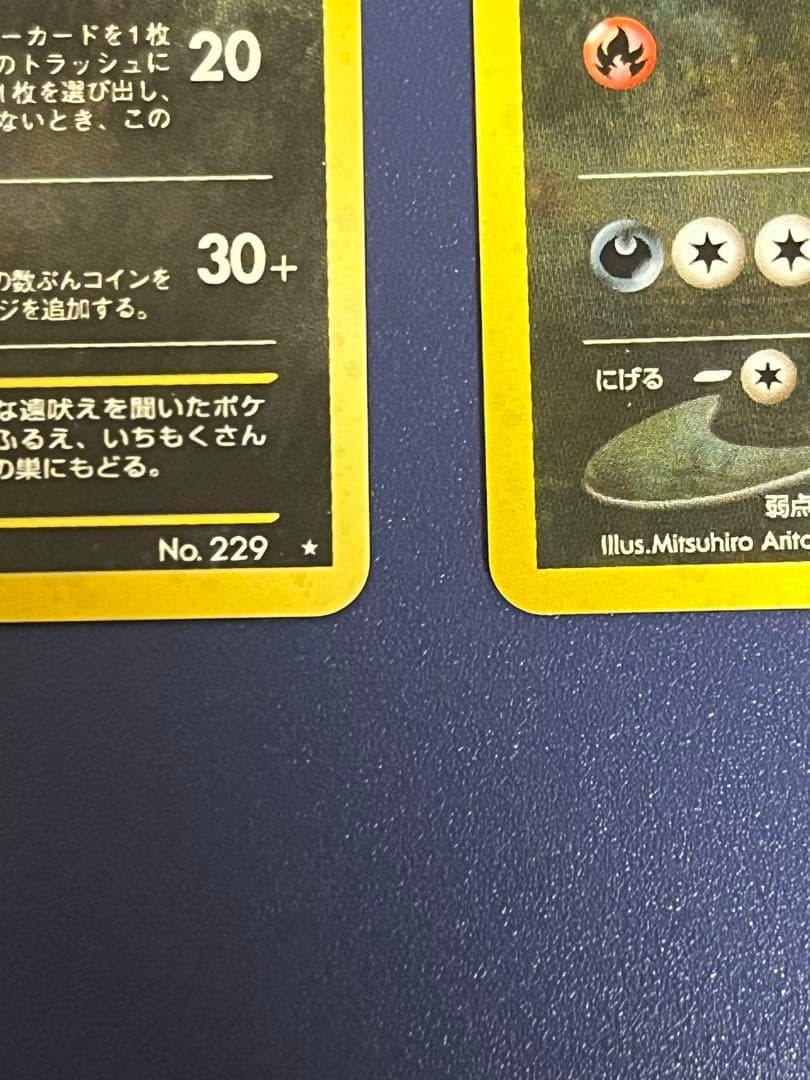 ーカードを1枚
のトラッシュに
1枚を選び出し、
ないとき、この
20
の数ぶんコインを
ジを追加する。
30+
な遠吠えを聞いたポケ
ふるえ、いちもくさん
の巣にもどる。
No. 229 ★
にげる
弱点
Illus.Mitsuhiro